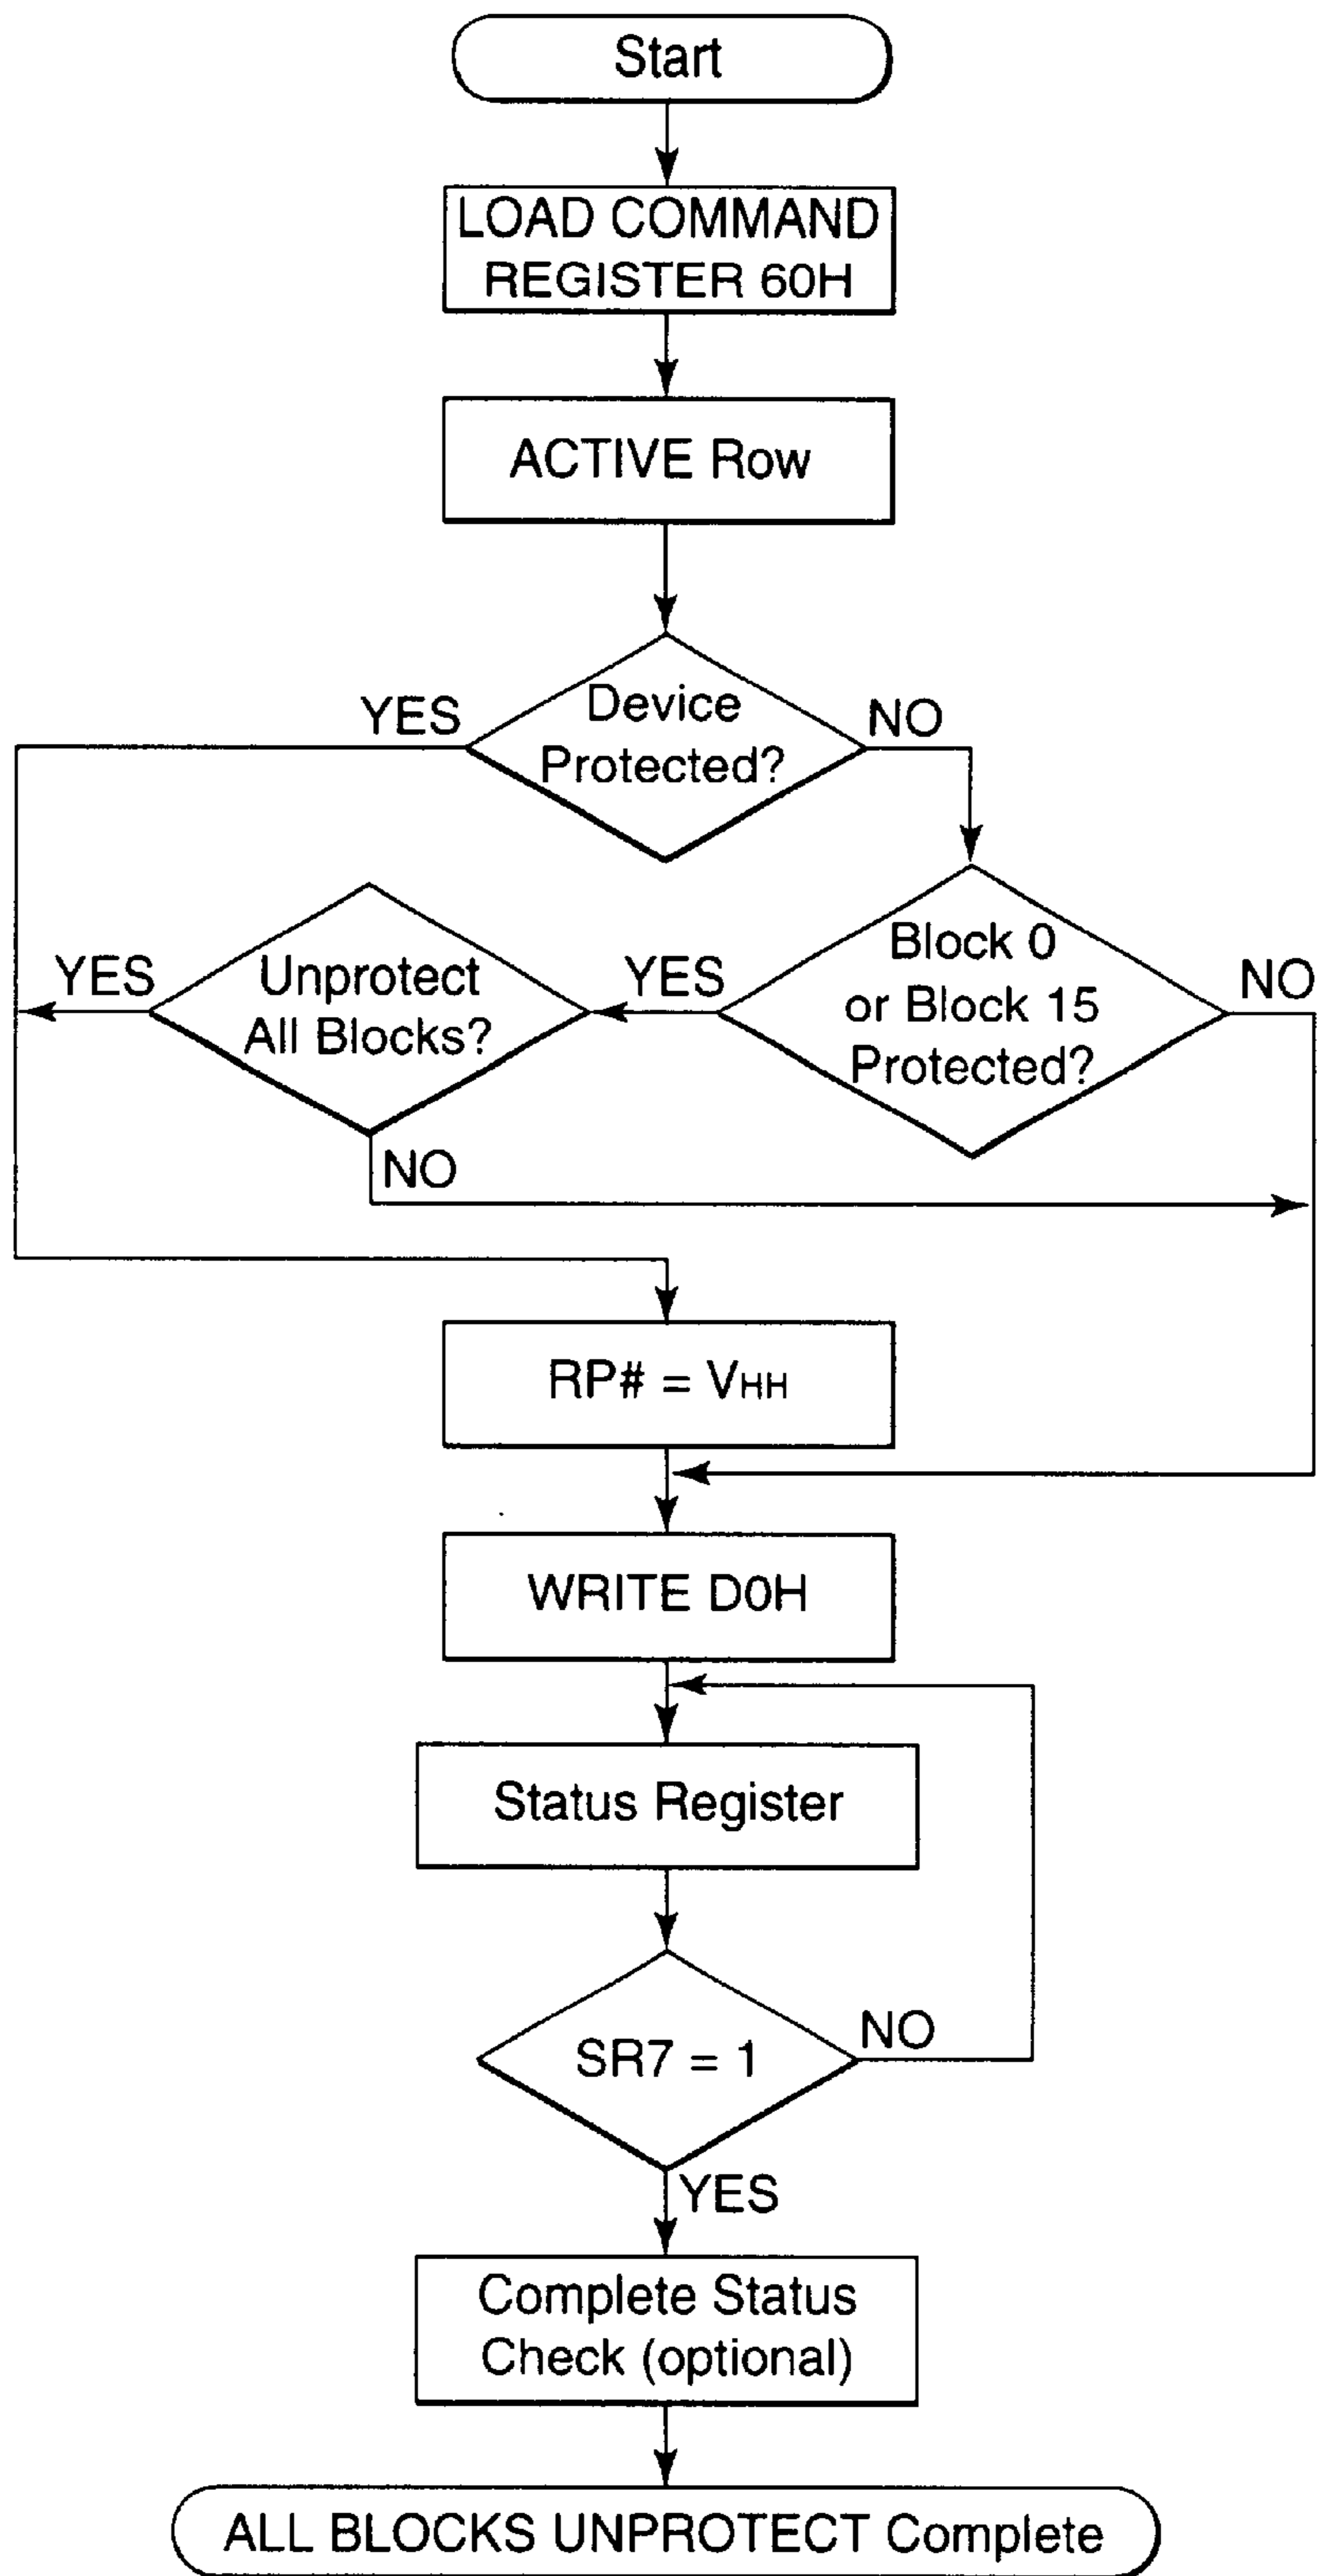 Start
LOAD COMMAND
REGISTER 60H
ACTIVE Row
Device
Protected?
YES
NO
Block 0
or Block 15
Protected?
YES
NO
Unprotect
All Blocks?
YES
NO
RP# = VHH
WRITE D0H
Status Register
SR7 = 1
NO
YES
Complete Status
Check (optional)
ALL BLOCKS UNPROTECT Complete